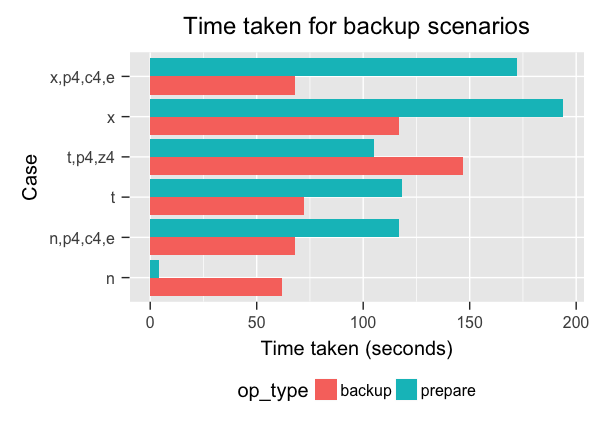 Time taken for backup scenarios
Case
x,p4,c4,e
x
t,p4,z4
t
n,p4,c4,e
n
0 50 100 150 200
Time taken (seconds)
op_type backup prepare